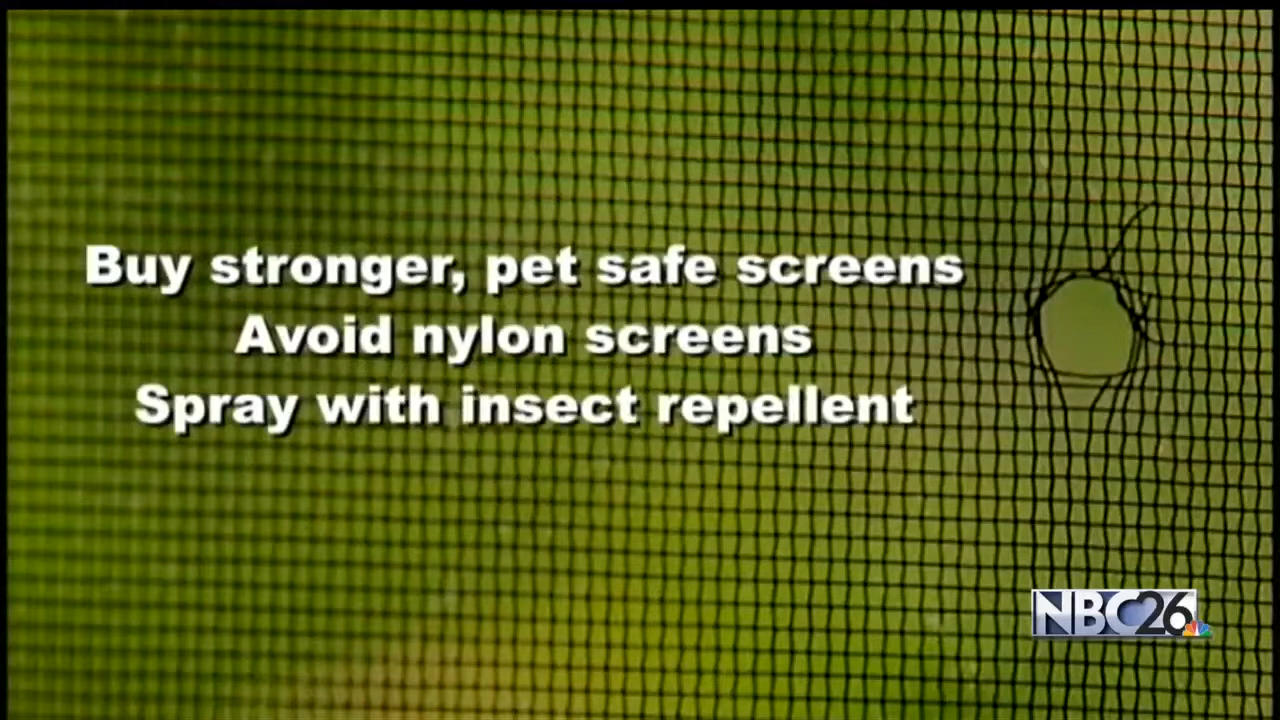 Buy stronger, pet safe screens
Avoid nylon screens
Spray with insect repellent
NBC26